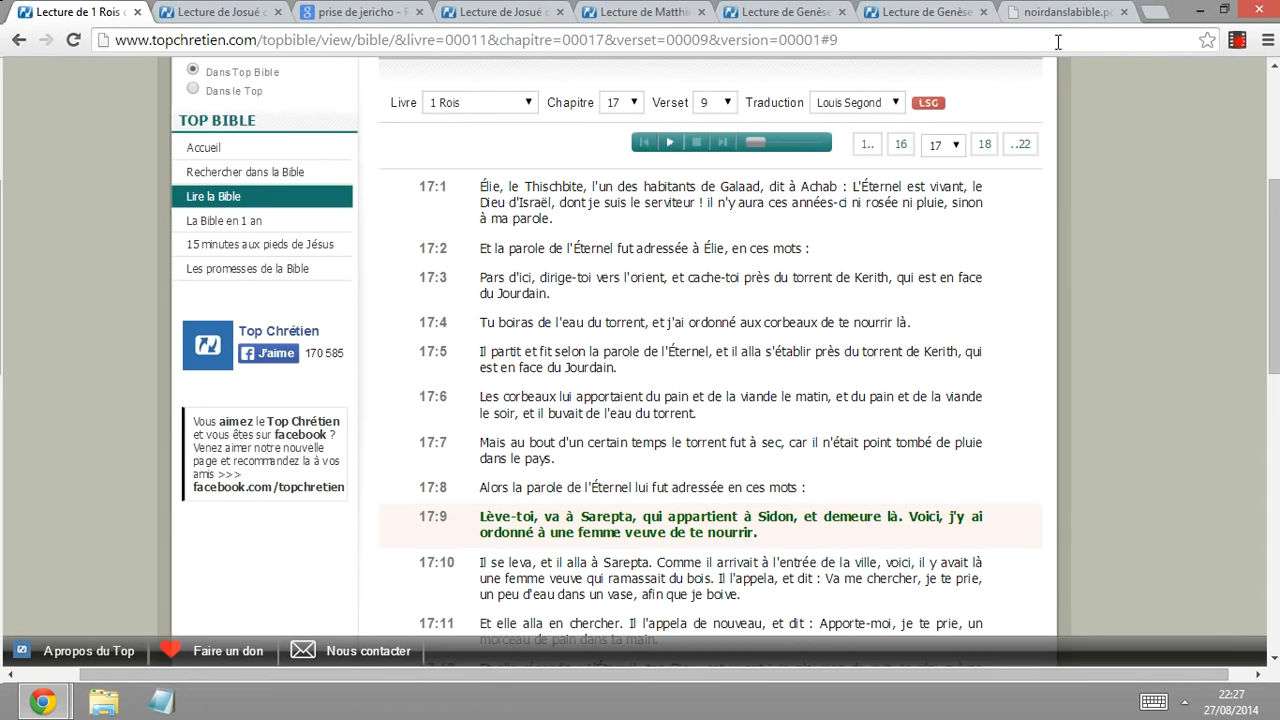 Lecture de 1 Rois c
Lecture de Josué c
prise de jericho - R
Lecture de Josué c
Lecture de Matthi
Lecture de Genèse
Lecture de Genèse
noirdanslabible.pd
www.topchretien.com/topbible/view/bible/&livre=00011&chapitre=00017&verset=00009&version=00001#9
Dans Top Bible
Dans le Top
TOP BIBLE
Accueil
Rechercher dans la Bible
Lire la Bible
La Bible en 1 an
15 minutes aux pieds de Jésus
Les promesses de la Bible
Top Chrétien
J'aime 170 585
Vous aimez le Top Chrétien
et vous êtes sur facebook ?
Venez aimer notre nouvelle
page et recommandez la à vos
amis >>>
facebook.com/topchretien
Livre 1 Rois Chapitre 17 Verset 9 Traduction Louis Segond LSG
1.. 16 17 18 ..22
17:1 Élie, le Thischbite, l'un des habitants de Galaad, dit à Achab : L'Éternel est vivant, le
Dieu d'Israël, dont je suis le serviteur ! il n'y aura ces années-ci ni rosée ni pluie, sinon
à ma parole.
17:2 Et la parole de l'Éternel fut adressée à Élie, en ces mots :
17:3 Pars d'ici, dirige-toi vers l'orient, et cache-toi près du torrent de Kerith, qui est en face
du Jourdain.
17:4 Tu boiras de l'eau du torrent, et j'ai ordonné aux corbeaux de te nourrir là.
17:5 Il partit et fit selon la parole de l'Éternel, et il alla s'établir près du torrent de Kerith, qui
est en face du Jourdain.
17:6 Les corbeaux lui apportaient du pain et de la viande le matin, et du pain et de la viande
le soir, et il buvait de l'eau du torrent.
17:7 Mais au bout d'un certain temps le torrent fut à sec, car il n'était point tombé de pluie
dans le pays.
17:8 Alors la parole de l'Éternel lui fut adressée en ces mots :
17:9 Lève-toi, va à Sarepta, qui appartient à Sidon, et demeure là. Voici, j'y ai
ordonné à une femme veuve de te nourrir.
17:10 Il se leva, et il alla à Sarepta. Comme il arrivait à l'entrée de la ville, voici, il y avait là
une femme veuve qui ramassait du bois. Il l'appela, et dit : Va me chercher, je te prie,
un peu d'eau dans un vase, afin que je boive.
17:11 Et elle alla en chercher. Il l'appela de nouveau, et dit : Apporte-moi, je te prie, un
morceau de pain dans ta main.
A propos du Top
Faire un don
Nous contacter
22:27
27/08/2014